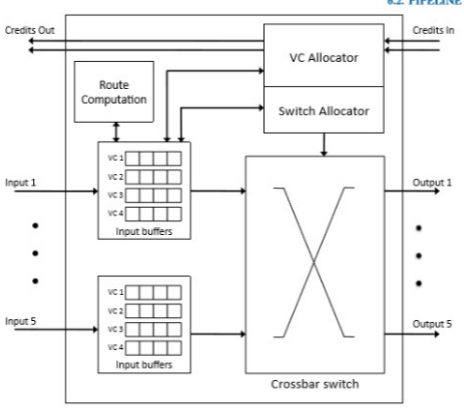 6.2. PIPELINE
Credits Out
Credits In
VC Allocator
Route
Computation
Switch Allocator
VC 1
VC 2
VC 3
VC 4
Input buffers
Input 1
Output 1
VC 1
VC 2
VC 3
VC 4
Input buffers
Input 5
Output 5
Crossbar switch